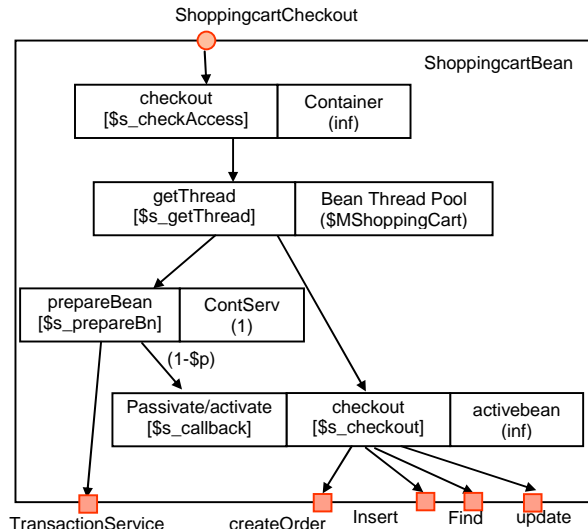 ShoppingcartCheckout
ShoppingcartBean
checkout
[$s_checkAccess]
Container
(inf)
getThread
[$s_getThread]
Bean Thread Pool
($MShoppingCart)
prepareBean
[$s_prepareBn]
ContServ
(1)
(1-$p)
Passivate/activate
[$s_callback]
checkout
[$s_checkout]
activebean
(inf)
TransactionService
createOrder
Insert
Find
update